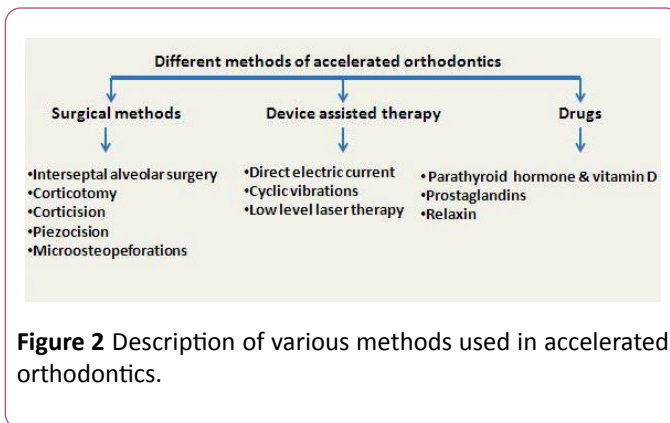 Different methods of accelerated orthodontics
Surgical methods
Device assisted therapy
Drugs
•Interseptal alveolar surgery
•Corticotomy
•Corticision
•Piezocision
•Microosteopeforations
•Direct electric current
•Cyclic vibrations
•Low level laser therapy
•Parathyroid hormone & vitamin D
•Prostaglandins
•Relaxin
Figure 2 Description of various methods used in accelerated
orthodontics.